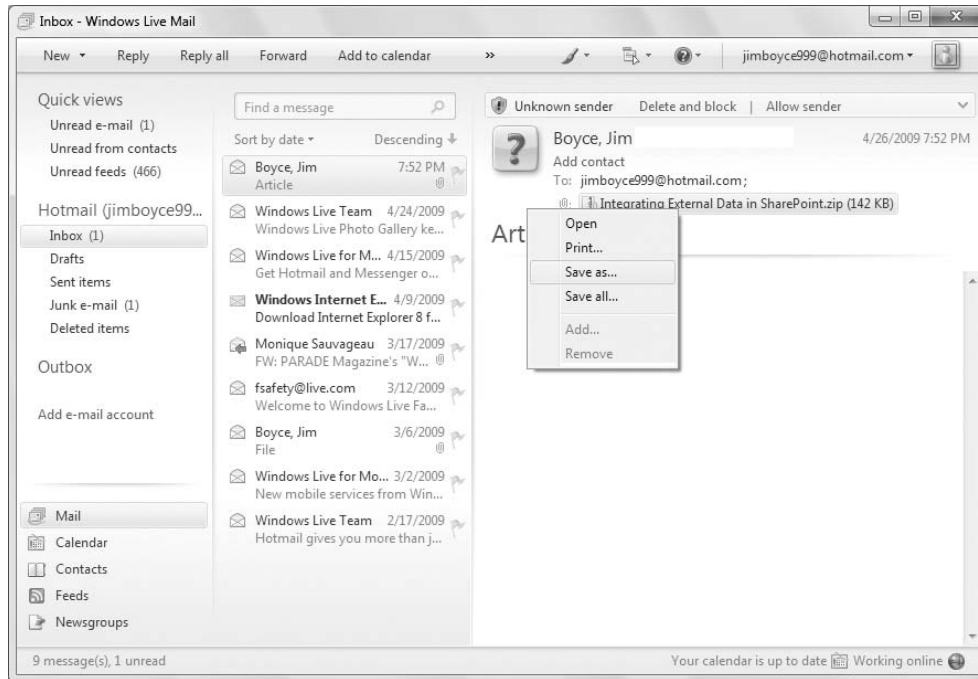 Inbox - Windows Live Mail
New Reply Reply all Forward Add to calendar » jimboyce999@hotmail.com
Quick views
Unread e-mail (1)
Unread from contacts
Unread feeds (466)
Hotmail (jimboyce99...
Inbox (1)
Drafts
Sent items
Junk e-mail (1)
Deleted items
Outbox
Add e-mail account
Mail
Calendar
Contacts
Feeds
Newsgroups
Find a message
Sort by date Descending
Boyce, Jim 7:52 PM
Article
Windows Live Team 4/24/2009
Windows Live Photo Gallery ke...
Windows Live for M... 4/15/2009
Get Hotmail and Messenger o...
Windows Internet E... 4/9/2009
Download Internet Explorer 8 f...
Monique Sauvageau 3/17/2009
FW: PARADE Magazine's "W...
fsafety@live.com 3/12/2009
Welcome to Windows Live Fa...
Boyce, Jim 3/6/2009
File
Windows Live for Mo... 3/2/2009
New mobile services from Win...
Windows Live Team 2/17/2009
Hotmail gives you more than j...
Unknown sender Delete and block | Allow sender
Boyce, Jim 4/26/2009 7:52 PM
Add contact
To: jimboyce999@hotmail.com;
Integrating External Data in SharePoint.zip (142 KB)
Art
Open
Print...
Save as...
Save all...
Add...
Remove
9 message(s), 1 unread
Your calendar is up to date Working online